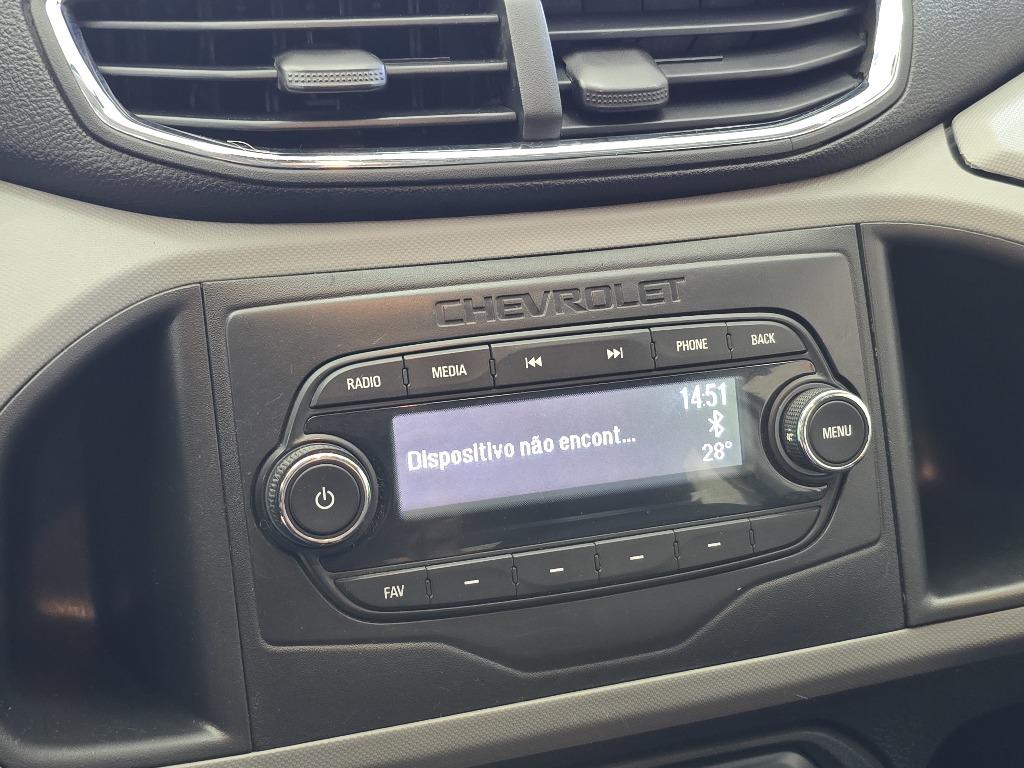 CHEVROLET
RADIO MEDIA PHONE BACK
14:51
Dispositivo não encont...
28°
MENU
FAV